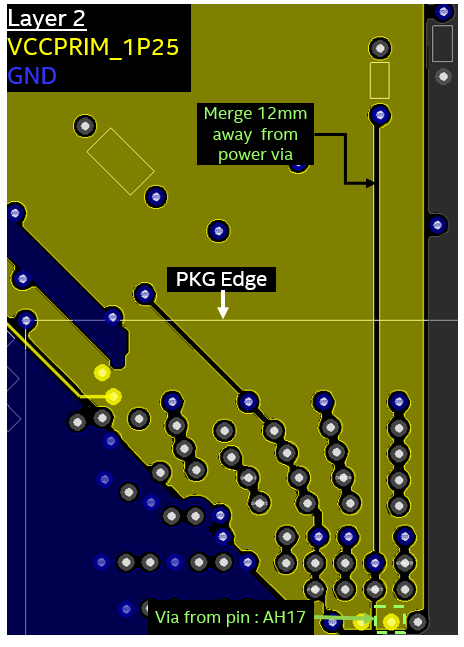 Layer 2
VCCPRIM_1P25
GND
Merge 12mm
away from
power via
PKG Edge
Via from pin : AH17